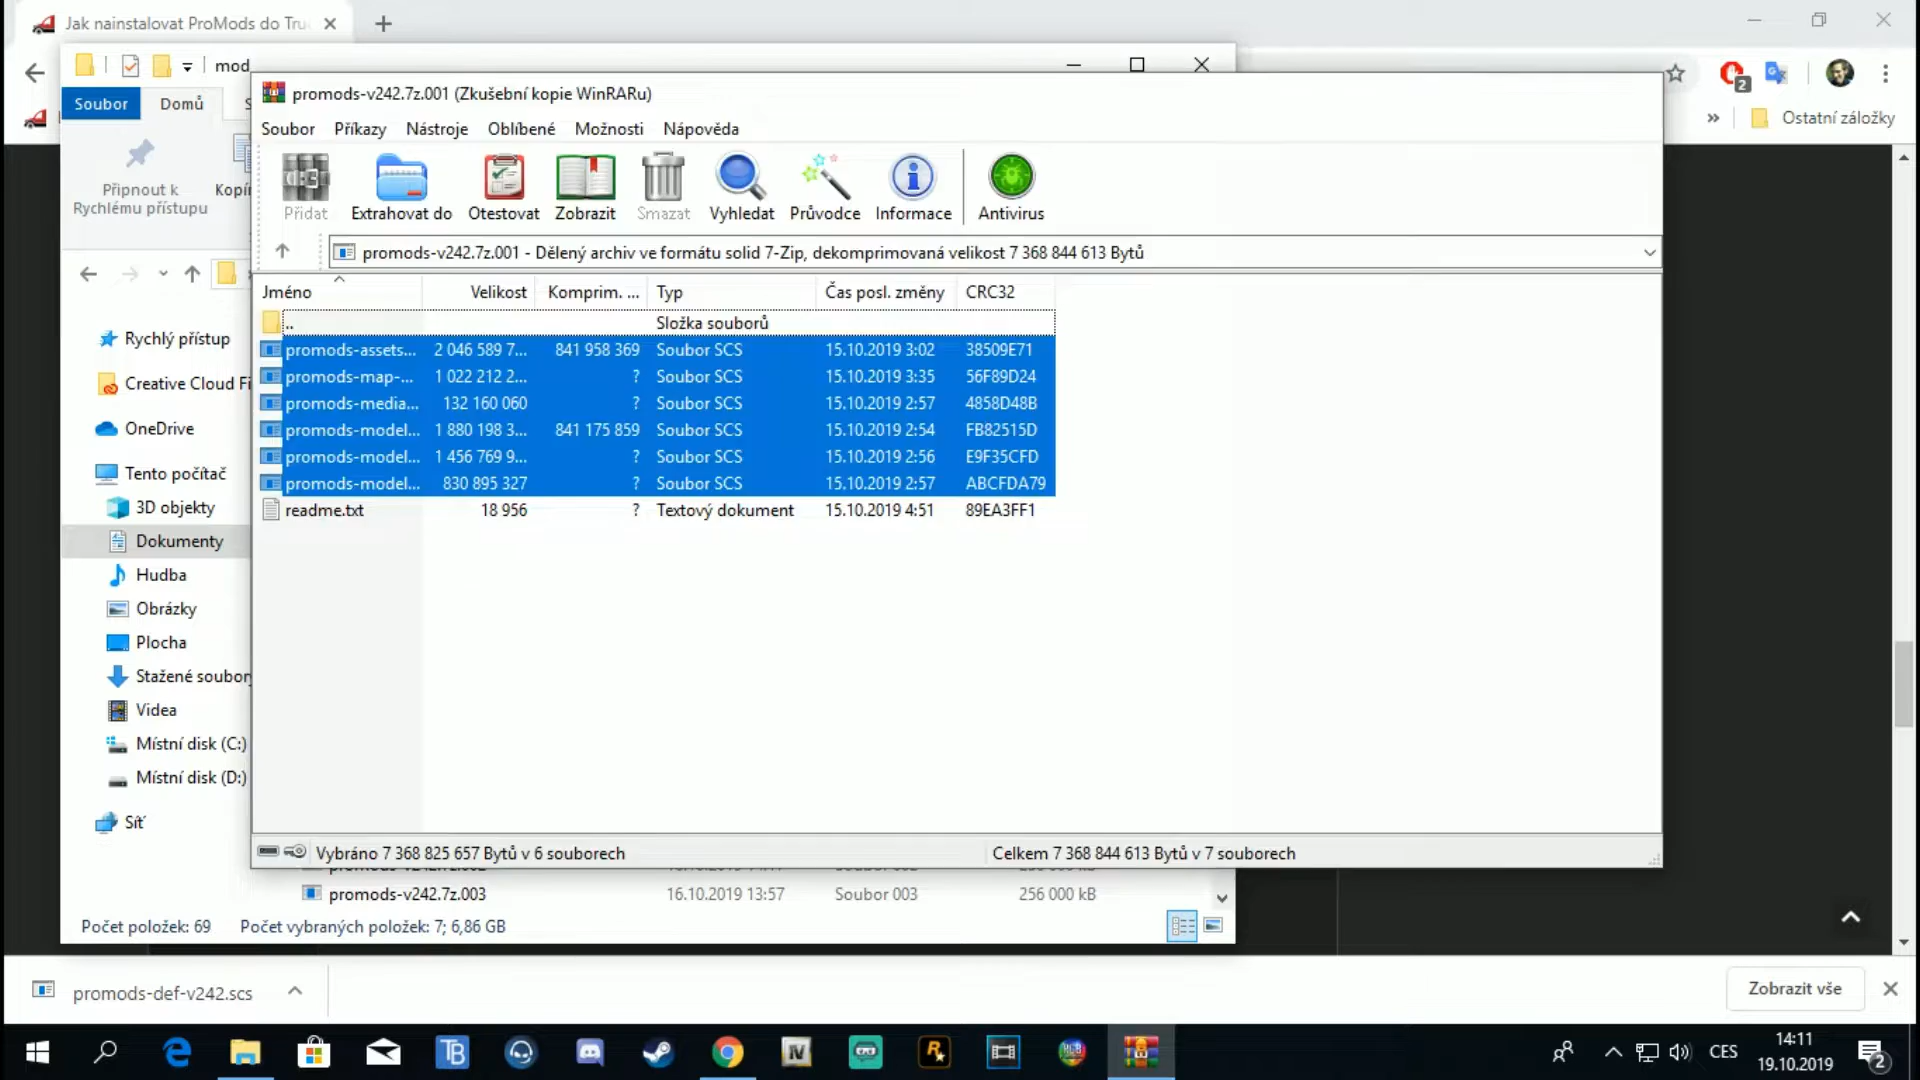 Jak nainstalovat ProMods do Tru
mod
Soubor
Domů
Připnout k
Rychlému přístupu
Kopír
promods-v242.7z.001 (Zkušební kopie WinRARu)
Soubor Příkazy Nástroje Oblíbené Možnosti Nápověda
Přidat Extrahovat do Otestovat Zobrazit Smazat Vyhledat Průvodce Informace Antivirus
promods-v242.7z.001 - Dělený archiv ve formátu solid 7-Zip, dekomprimovaná velikost 7 368 844 613 Bytů
Jméno Velikost Komprim. ... Typ Čas posl. změny CRC32
.. Složka souborů
promods-assets... 2 046 589 7... 841 958 369 Soubor SCS 15.10.2019 3:02 38509E71
promods-map-... 1 022 212 2... ? Soubor SCS 15.10.2019 3:35 56F89D24
promods-media... 132 160 060 ? Soubor SCS 15.10.2019 2:57 4858D48B
promods-model... 1 880 198 3... 841 175 859 Soubor SCS 15.10.2019 2:54 FB82515D
promods-model... 1 456 769 9... ? Soubor SCS 15.10.2019 2:56 E9F35CFD
promods-model... 830 895 327 ? Soubor SCS 15.10.2019 2:57 ABCFDA79
readme.txt 18 956 ? Textový dokument 15.10.2019 4:51 89EA3FF1
Vybráno 7 368 825 657 Bytů v 6 souborech
Celkem 7 368 844 613 Bytů v 7 souborech
Rychlý přístup
Creative Cloud Fi
OneDrive
Tento počítač
3D objekty
Dokumenty
Hudba
Obrázky
Plocha
Stažené soubor
Videa
Místní disk (C:)
Místní disk (D:)
Síť
promods-v242.7z.003 16.10.2019 13:57 Soubor 003 256 000 kB
Počet položek: 69 Počet vybraných položek: 7; 6,86 GB
2
Ostatní záložky
promods-def-v242.scs
Zobrazit vše
TB
IV
CES
14:11
19.10.2019
2